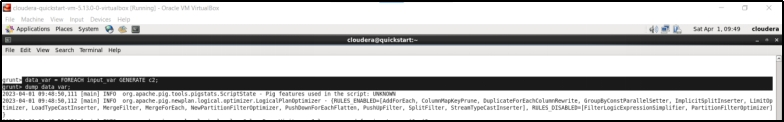 cloudera-quickstart-vm-5.13.0-0-virtualbox [Running] - Oracle VM VirtualBox
File Machine View Input Devices Help
Applications Places System Sat Apr 1, 09:49 cloudera
cloudera@quickstart:~
File Edit View Search Terminal Help
grunt> data_var = FOREACH input_var GENERATE c2;
grunt> dump data_var;
2023-04-01 09:48:50,111 [main] INFO org.apache.pig.tools.pigstats.ScriptState - Pig features used in the script: UNKNOWN
2023-04-01 09:48:50,112 [main] INFO org.apache.pig.newplan.logical.optimizer.LogicalPlanOptimizer - {RULES_ENABLED=[AddForEach, ColumnMapKeyPrune, DuplicateForEachColumnRewrite, GroupByConstParallelSetter, ImplicitSplitInserter, LimitOp
timizer, LoadTypeCastInserter, MergeFilter, MergeForEach, NewPartitionFilterOptimizer, PushDownForEachFlatten, PushUpFilter, SplitFilter, StreamTypeCastInserter], RULES_DISABLED=[FilterLogicExpressionSimplifier, PartitionFilterOptimizer]
}